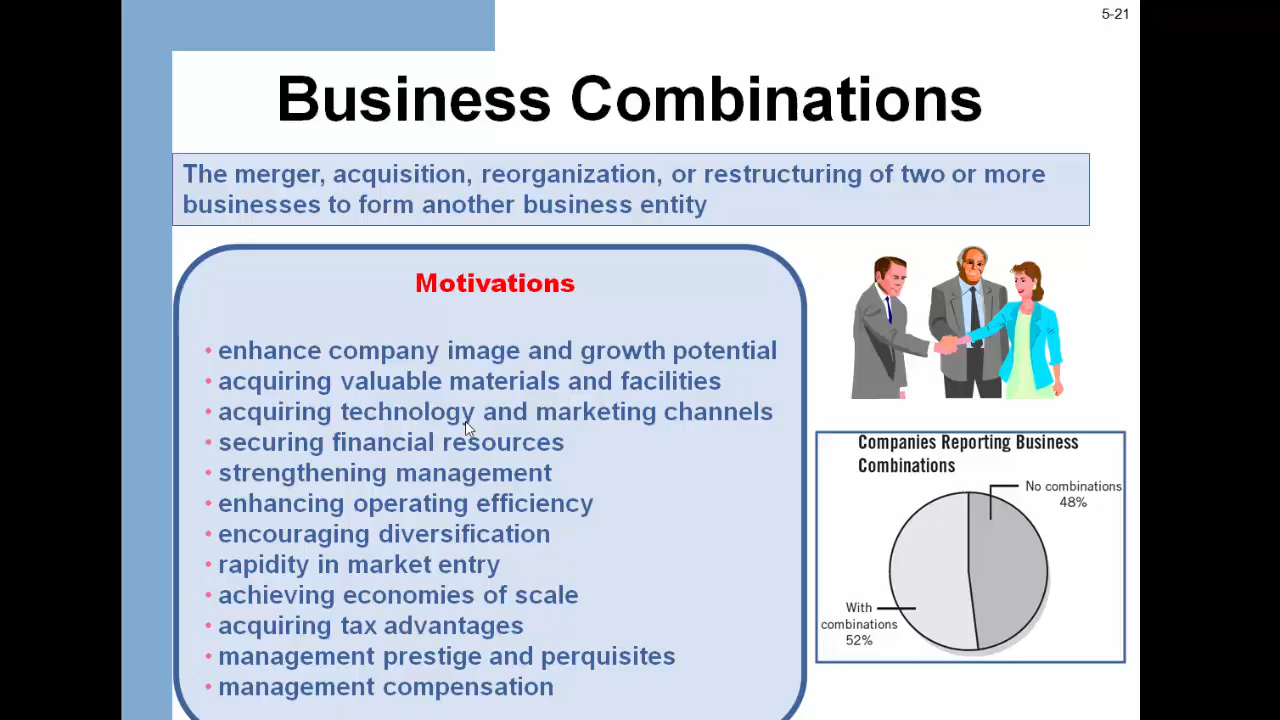 5-21
Business Combinations
The merger, acquisition, reorganization, or restructuring of two or more
businesses to form another business entity
Motivations
• enhance company image and growth potential
• acquiring valuable materials and facilities
• acquiring technology and marketing channels
• securing financial resources
• strengthening management
• enhancing operating efficiency
• encouraging diversification
• rapidity in market entry
• achieving economies of scale
• acquiring tax advantages
• management prestige and perquisites
• management compensation
Companies Reporting Business
Combinations
No combinations
48%
With
combinations
52%